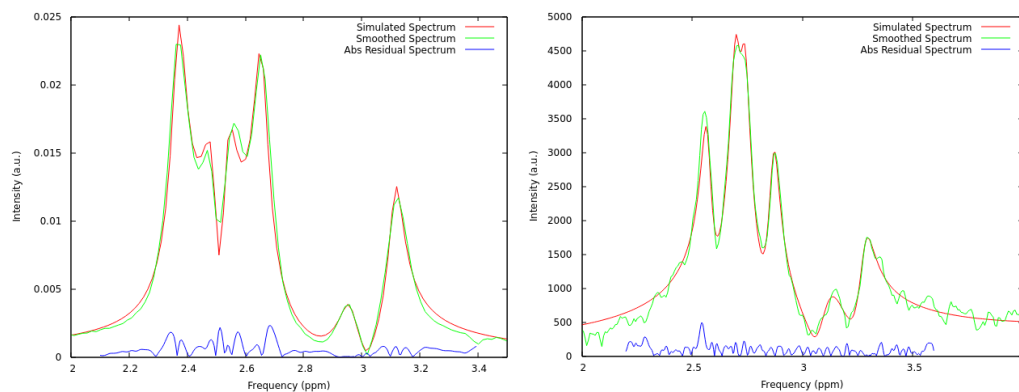 0.025
0.02
0.015
0.01
0.005
0
2 2.2 2.4 2.6 2.8 3 3.2 3.4
Intensity (a.u.)
Frequency (ppm)
Simulated Spectrum
Smoothed Spectrum
Abs Residual Spectrum
5000
4500
4000
3500
3000
2500
2000
1500
1000
500
0
2 2.5 3 3.5
Intensity (a.u.)
Frequency (ppm)
Simulated Spectrum
Smoothed Spectrum
Abs Residual Spectrum